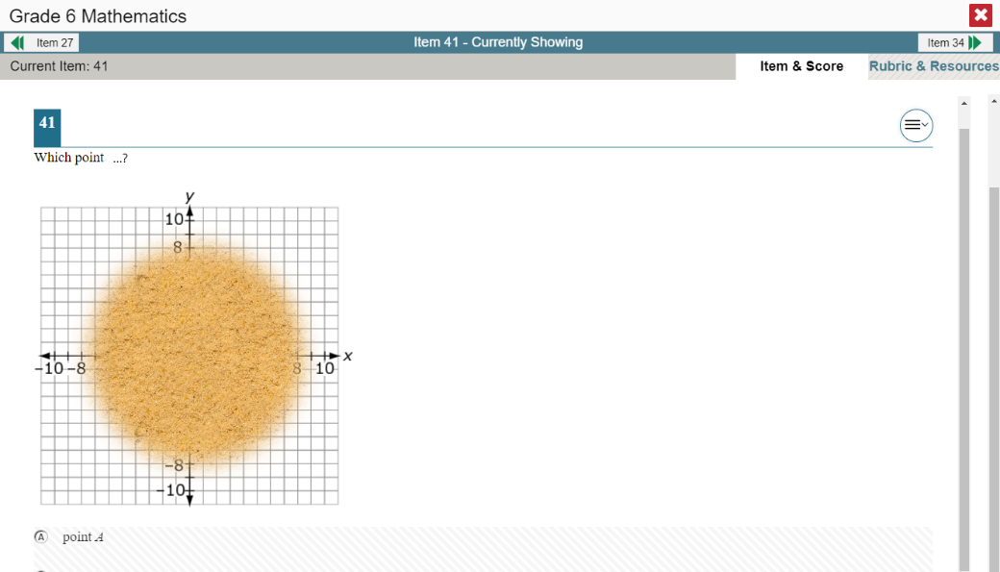 Grade 6 Mathematics
Item 27
Item 41 - Currently Showing
Item 34
Current Item: 41
Item & Score
Rubric & Resources
41
Which point ...?
y
10
8
x
−10 −8
8 10
−8
−10
A point A